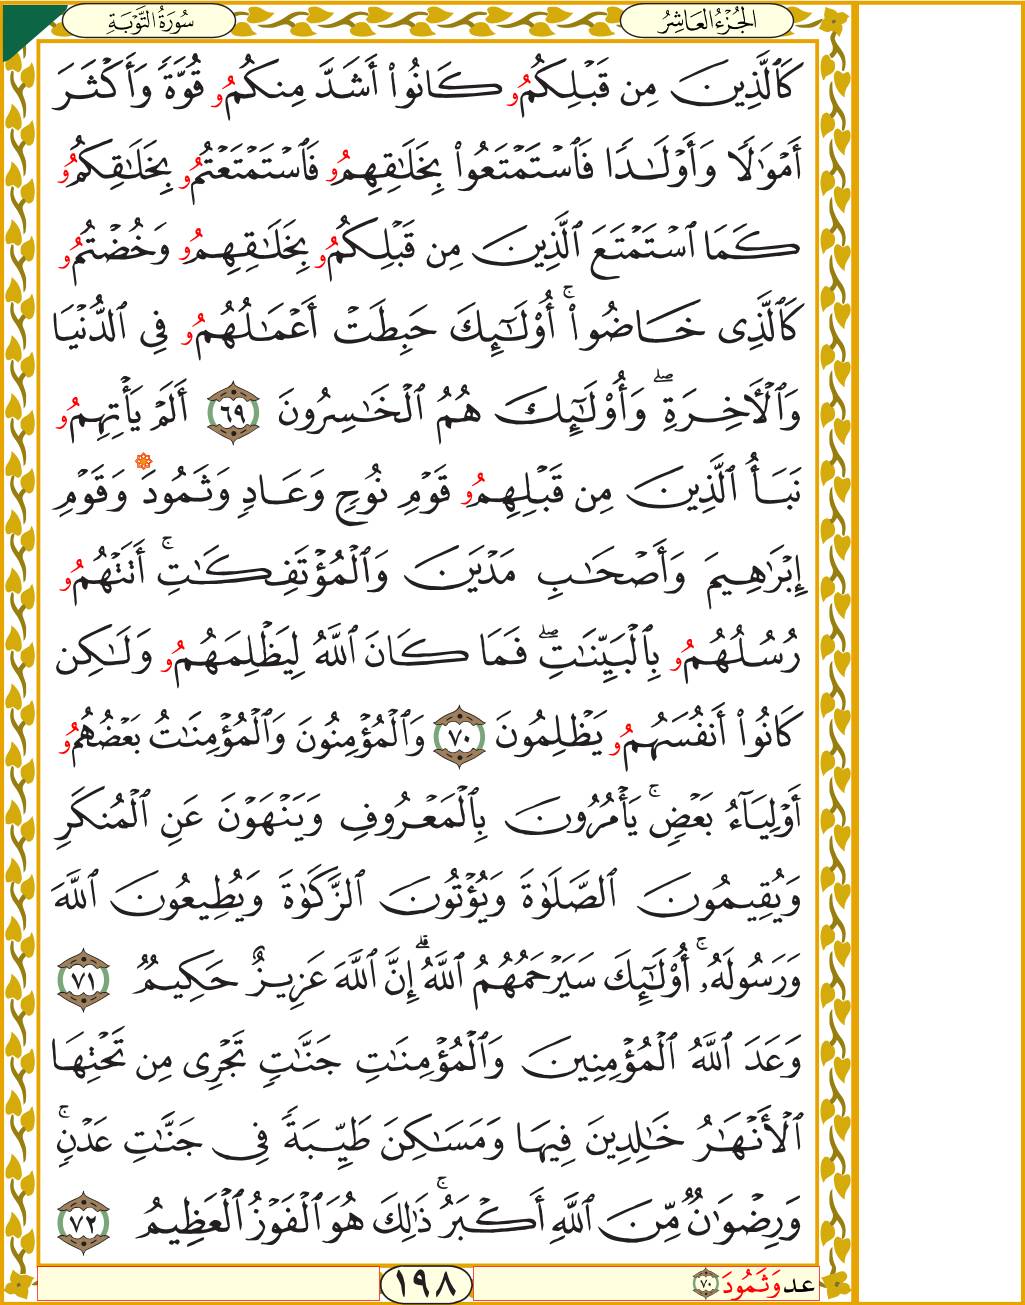 الجُزْءُ العَاشِرُ
سُورَةُ التَّوْبَةِ
كَٱلَّذِينَ مِن قَبْلِكُمُۥ كَانُوٓا۟ أَشَدَّ مِنكُمُۥ قُوَّةً وَأَكْثَرَ
أَمْوَٰلًا وَأَوْلَٰدًا فَٱسْتَمْتَعُوا۟ بِخَلَٰقِهِمُۥ فَٱسْتَمْتَعْتُمُۥ بِخَلَٰقِكُمُۥ
كَمَا ٱسْتَمْتَعَ ٱلَّذِينَ مِن قَبْلِكُمُۥ بِخَلَٰقِهِمُۥ وَخُضْتُمُۥ
كَٱلَّذِى خَاضُوٓا۟ ۚ أُو۟لَٰٓئِكَ حَبِطَتْ أَعْمَٰلُهُمُۥ فِى ٱلدُّنْيَا
وَٱلْأَخِرَةِ ۖ وَأُو۟لَٰٓئِكَ هُمُ ٱلْخَٰسِرُونَ ٦٩ أَلَمْ يَأْتِهِمُۥ
نَبَأُ ٱلَّذِينَ مِن قَبْلِهِمُۥ قَوْمِ نُوحٍ وَعَادٍ وَثَمُودَ وَقَوْمِ
إِبْرَٰهِيمَ وَأَصْحَٰبِ مَدْيَنَ وَٱلْمُؤْتَفِكَٰتِ ۚ أَتَتْهُمُۥ
رُسُلُهُمُۥ بِٱلْبَيِّنَٰتِ ۖ فَمَا كَانَ ٱللَّهُ لِيَظْلِمَهُمُۥ وَلَٰكِن
كَانُوٓا۟ أَنفُسَهُمُۥ يَظْلِمُونَ ٧٠ وَٱلْمُؤْمِنُونَ وَٱلْمُؤْمِنَٰتُ بَعْضُهُمُۥ
أَوْلِيَآءُ بَعْضٍ ۚ يَأْمُرُونَ بِٱلْمَعْرُوفِ وَيَنْهَوْنَ عَنِ ٱلْمُنكَرِ
وَيُقِيمُونَ ٱلصَّلَوٰةَ وَيُؤْتُونَ ٱلزَّكَوٰةَ وَيُطِيعُونَ ٱللَّهَ
وَرَسُولَهُۥٓ ۚ أُو۟لَٰٓئِكَ سَيَرْحَمُهُمُ ٱللَّهُ ۗ إِنَّ ٱللَّهَ عَزِيزٌ حَكِيمٌ ٧١
وَعَدَ ٱللَّهُ ٱلْمُؤْمِنِينَ وَٱلْمُؤْمِنَٰتِ جَنَّٰتٍ تَجْرِى مِن تَحْتِهَا
ٱلْأَنْهَٰرُ خَٰلِدِينَ فِيهَا وَمَسَٰكِنَ طَيِّبَةً فِى جَنَّٰتِ عَدْنٍ ۚ
وَرِضْوَٰنٌ مِّنَ ٱللَّهِ أَكْبَرُ ۚ ذَٰلِكَ هُوَ ٱلْفَوْزُ ٱلْعَظِيمُ ٧٢
عد وَثَمُودَ ٧٠
١٩٨